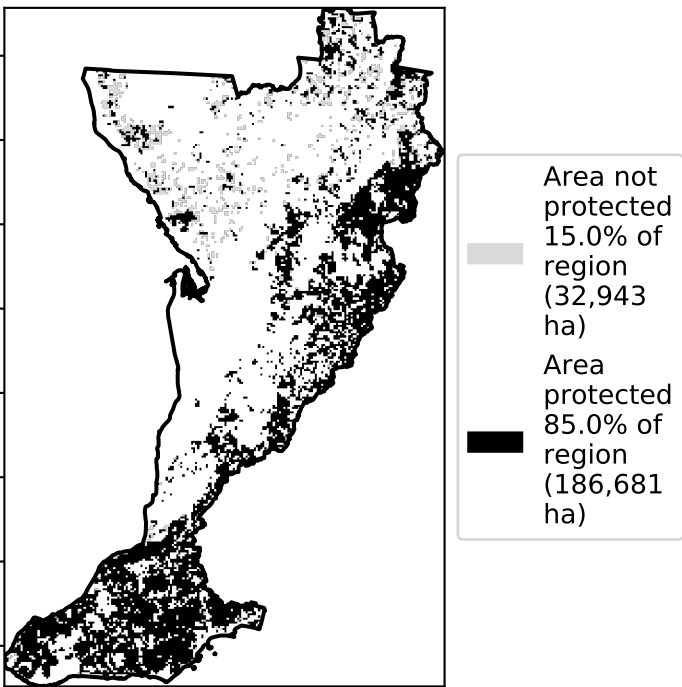 Area not
protected
15.0% of
region
(32,943
ha)
Area
protected
85.0% of
region
(186,681
ha)